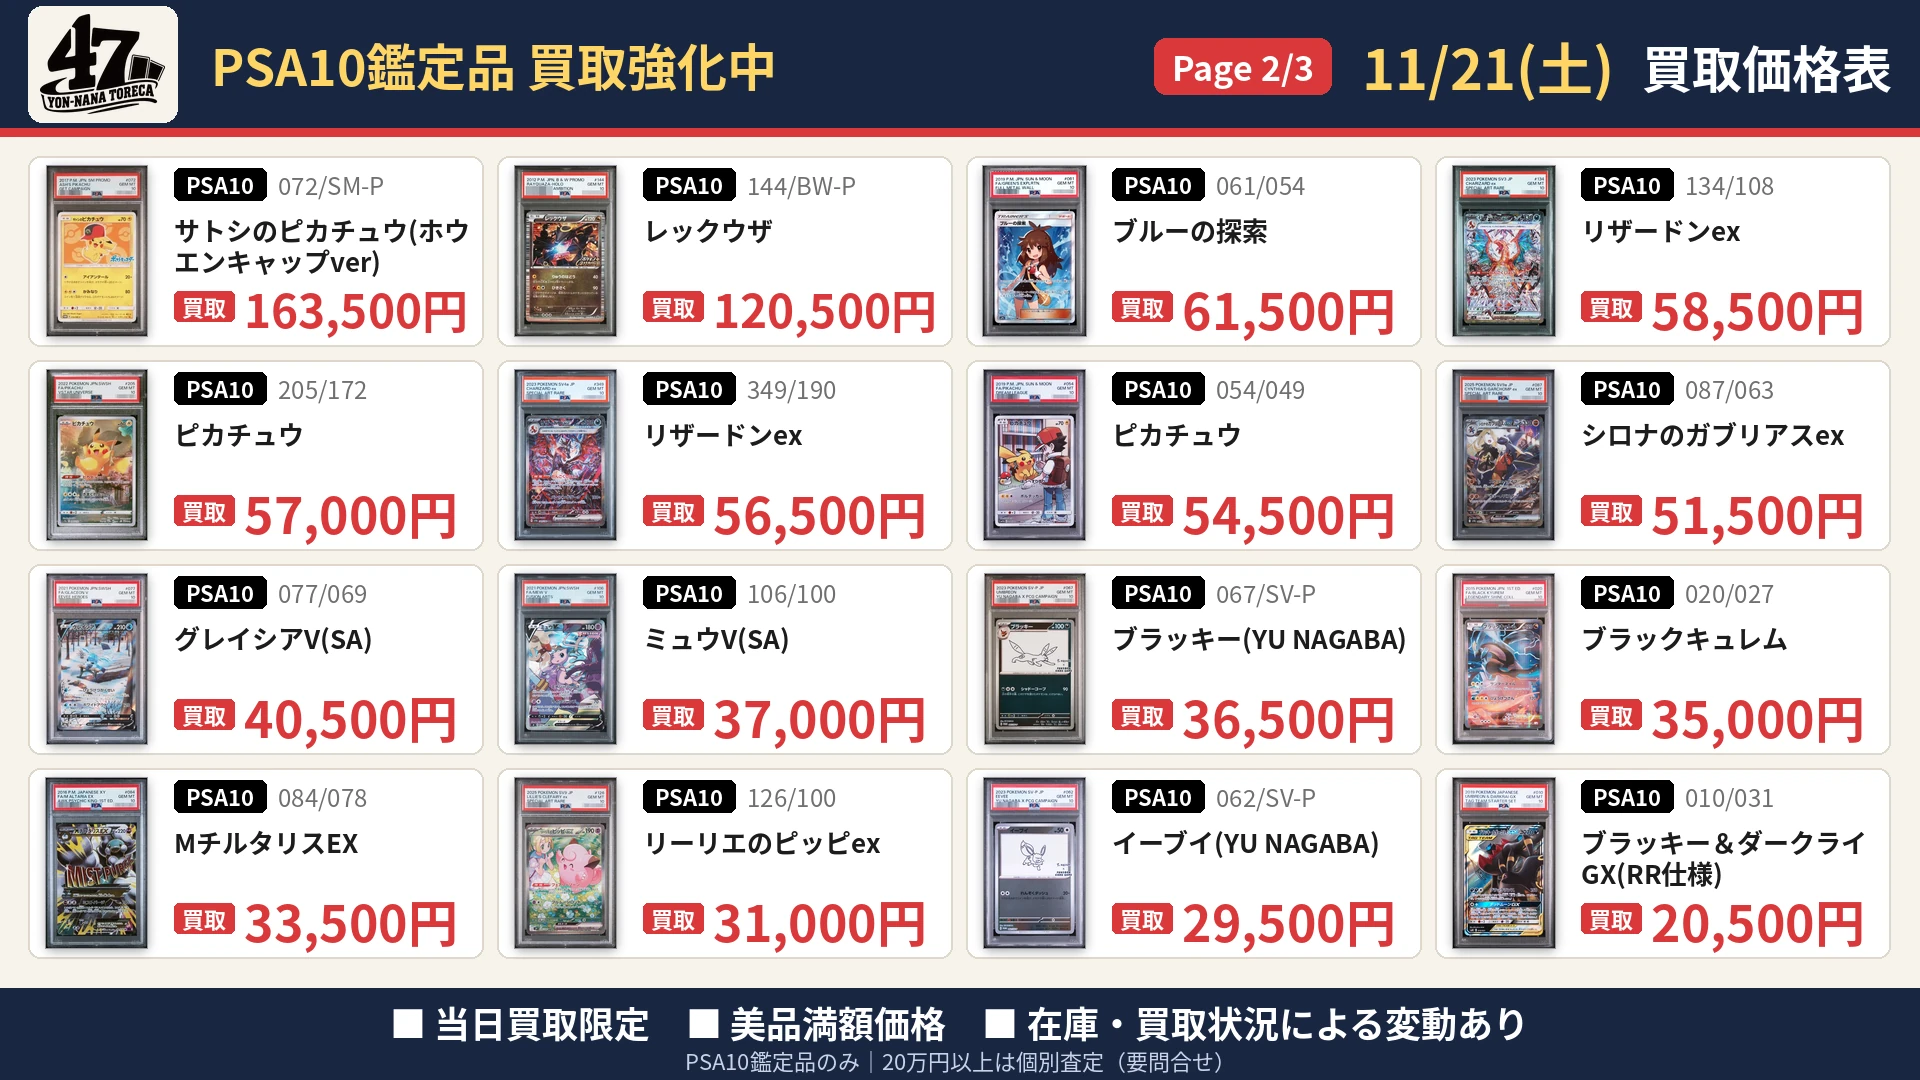 47
YON-NANA TORECA
PSA10鑑定品 買取強化中
Page 2/3
11/21(土) 買取価格表
PSA10 072/SM-P
サトシのピカチュウ(ホウ
エンキャップver)
買取 163,500円
PSA10 144/BW-P
レックウザ
買取 120,500円
PSA10 061/054
ブルーの探索
買取 61,500円
PSA10 134/108
リザードンex
買取 58,500円
PSA10 205/172
ピカチュウ
買取 57,000円
PSA10 349/190
リザードンex
買取 56,500円
PSA10 054/049
ピカチュウ
買取 54,500円
PSA10 087/063
シロナのガブリアスex
買取 51,500円
PSA10 077/069
グレイシアV(SA)
買取 40,500円
PSA10 106/100
ミュウV(SA)
買取 37,000円
PSA10 067/SV-P
ブラッキー(YU NAGABA)
買取 36,500円
PSA10 020/027
ブラックキュレム
買取 35,000円
PSA10 084/078
MチルタリスEX
買取 33,500円
PSA10 126/100
リーリエのピッピex
買取 31,000円
PSA10 062/SV-P
イーブイ(YU NAGABA)
買取 29,500円
PSA10 010/031
ブラッキー＆ダークライ
GX(RR仕様)
買取 20,500円
■ 当日買取限定 ■ 美品満額価格 ■ 在庫・買取状況による変動あり
PSA10鑑定品のみ｜20万円以上は個別査定（要問合せ）